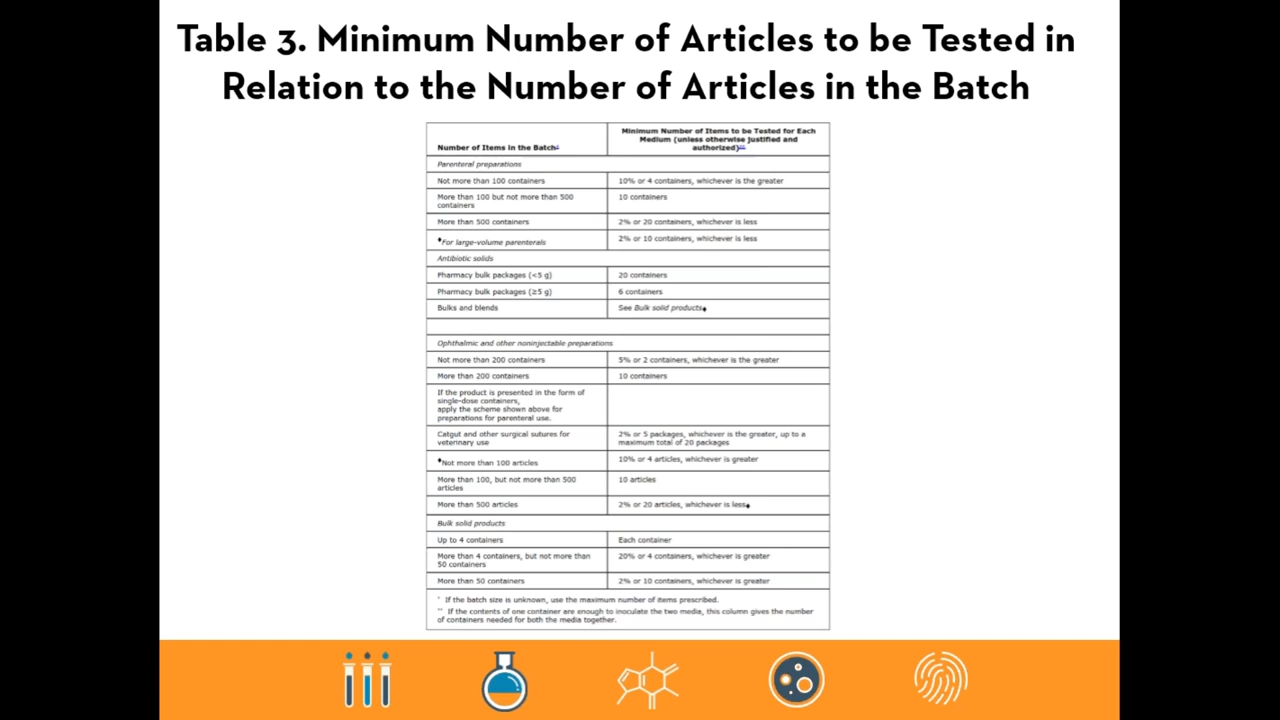 Table 3. Minimum Number of Articles to be Tested in
Relation to the Number of Articles in the Batch
Number of Items in the Batch*
Minimum Number of Items to be Tested for Each
Medium (unless otherwise justified and
authorized)**
Parenteral preparations
Not more than 100 containers
10% or 4 containers, whichever is the greater
More than 100 but not more than 500
containers
10 containers
More than 500 containers
2% or 20 containers, whichever is less
♦For large-volume parenterals
2% or 10 containers, whichever is less
Antibiotic solids
Pharmacy bulk packages (<5 g)
20 containers
Pharmacy bulk packages (≥5 g)
6 containers
Bulks and blends
See Bulk solid products♦
Ophthalmic and other noninjectable preparations
Not more than 200 containers
5% or 2 containers, whichever is the greater
More than 200 containers
10 containers
If the product is presented in the form of
single-dose containers,
apply the scheme shown above for
preparations for parenteral use.
Catgut and other surgical sutures for
veterinary use
2% or 5 packages, whichever is the greater, up to a
maximum total of 20 packages
♦Not more than 100 articles
10% or 4 articles, whichever is greater
More than 100, but not more than 500
articles
10 articles
More than 500 articles
2% or 20 articles, whichever is less♦
Bulk solid products
Up to 4 containers
Each container
More than 4 containers, but not more than
50 containers
20% or 4 containers, whichever is greater
More than 50 containers
2% or 10 containers, whichever is greater
* If the batch size is unknown, use the maximum number of items prescribed.
** If the contents of one container are enough to inoculate the two media, this column gives the number
of containers needed for both the media together.